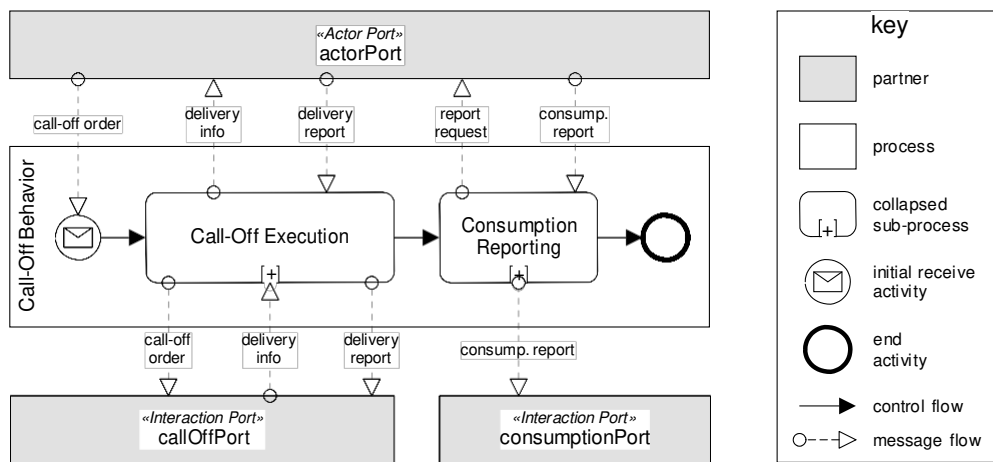 «Actor Port»
actorPort
call-off order
delivery
info
delivery
report
report
request
consump.
report
Call-Off Behavior
Call-Off Execution
[+]
Consumption
Reporting
[+]
call-off
order
delivery
info
delivery
report
consump. report
«Interaction Port»
callOffPort
«Interaction Port»
consumptionPort
key
partner
process
[+]
collapsed
sub-process
initial receive
activity
end
activity
control flow
message flow